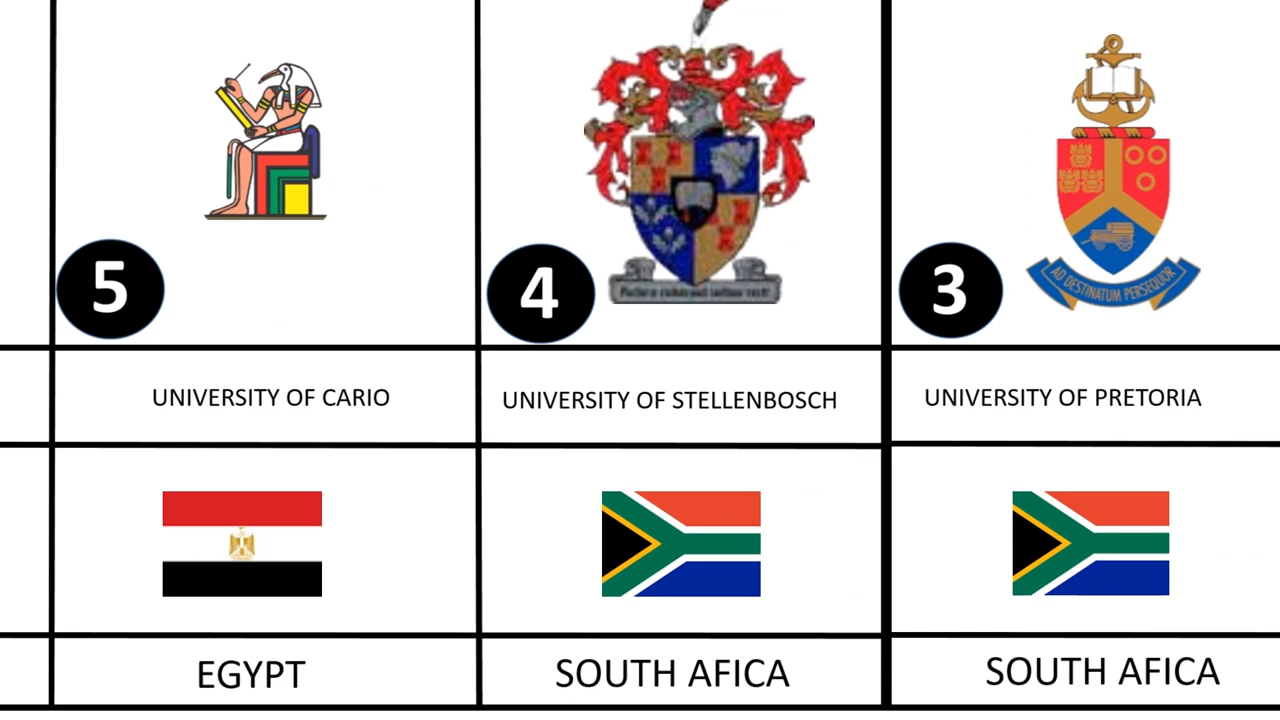 5
4
3
AD DESTINATUM PERSEQUOR
UNIVERSITY OF CARIO
UNIVERSITY OF STELLENBOSCH
UNIVERSITY OF PRETORIA
EGYPT
SOUTH AFICA
SOUTH AFICA